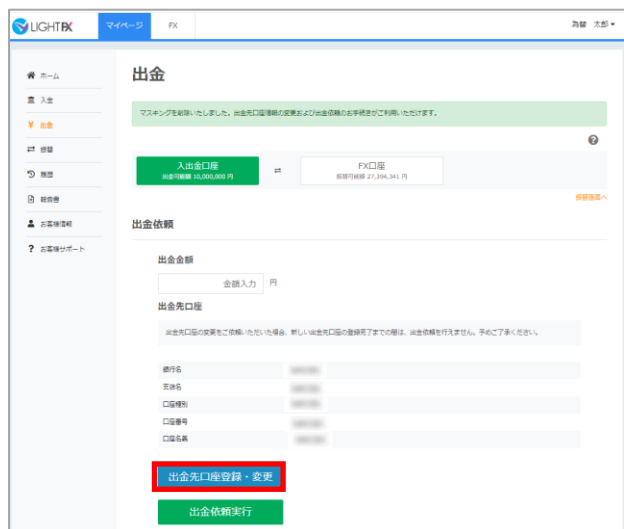 LIGHT FX
マイページ
FX
為替 太郎
ホーム
入金
出金
振替
履歴
報告書
お客様情報
お客様サポート
出金
マスキングを削除いたしました。出金先口座情報の変更および出金依頼のお手続きがご利用いただけます。
入出金口座
出金可能額 10,000,000 円
FX口座
振替可能額 27,394,341 円
振替画面へ
出金依頼
出金金額
金額入力 円
出金先口座
出金先口座の変更をご依頼いただいた場合、新しい出金先口座の登録完了までの間は、出金依頼を行えません。予めご了承ください。
銀行名
支店名
口座種別
口座番号
口座名義
出金先口座登録・変更
出金依頼実行